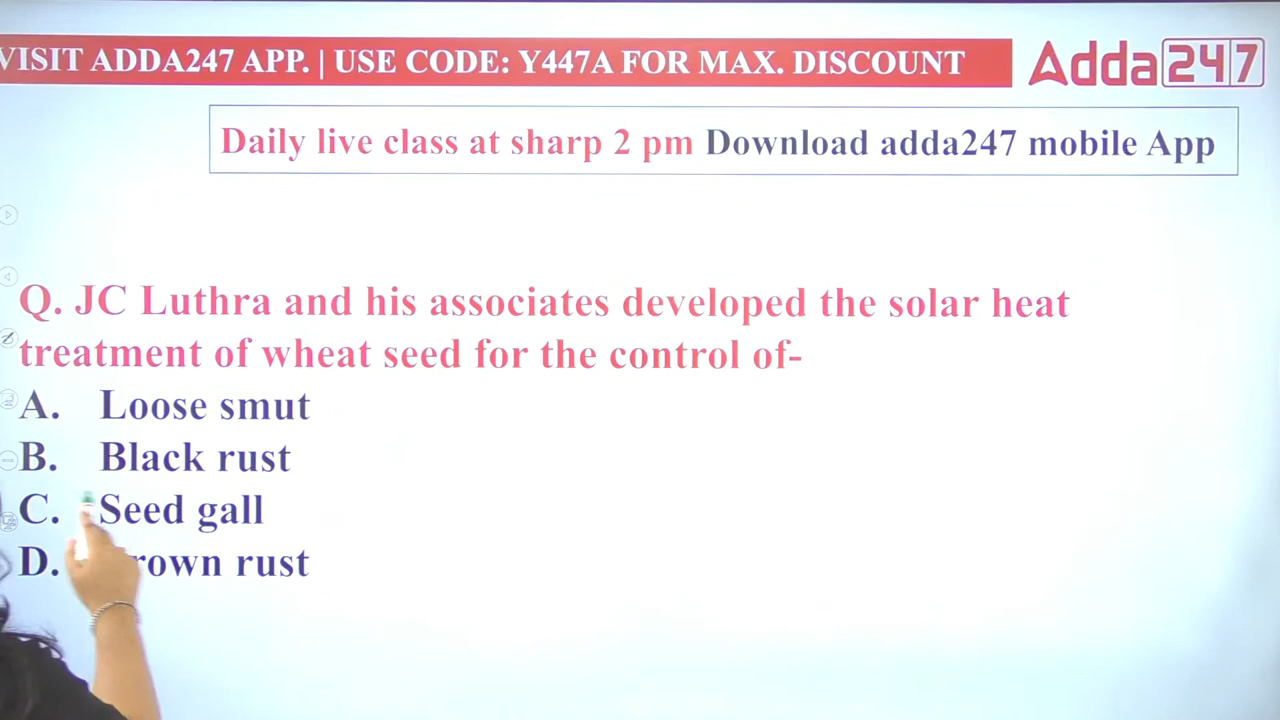 VISIT ADDA247 APP. | USE CODE: Y447A FOR MAX. DISCOUNT
Adda247
Daily live class at sharp 2 pm Download adda247 mobile App
Q. JC Luthra and his associates developed the solar heat
treatment of wheat seed for the control of-
A. Loose smut
B. Black rust
C. Seed gall
D. rown rust